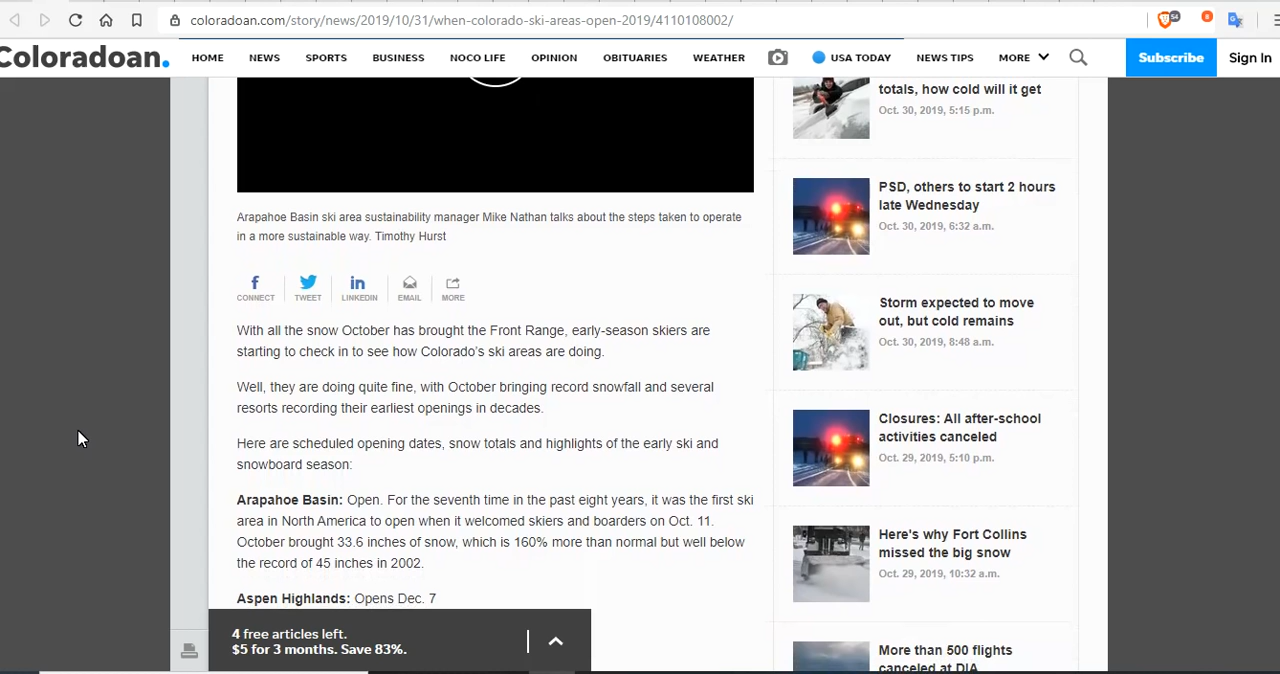 coloradoan.com/story/news/2019/10/31/when-colorado-ski-areas-open-2019/4110108002/
54
8
Coloradoan.
HOME NEWS SPORTS BUSINESS NOCO LIFE OPINION OBITUARIES WEATHER USA TODAY NEWS TIPS MORE Subscribe Sign In
Arapahoe Basin ski area sustainability manager Mike Nathan talks about the steps taken to operate
in a more sustainable way. Timothy Hurst
f in
CONNECT TWEET LINKEDIN EMAIL MORE
With all the snow October has brought the Front Range, early-season skiers are
starting to check in to see how Colorado's ski areas are doing.
Well, they are doing quite fine, with October bringing record snowfall and several
resorts recording their earliest openings in decades.
Here are scheduled opening dates, snow totals and highlights of the early ski and
snowboard season:
Arapahoe Basin: Open. For the seventh time in the past eight years, it was the first ski
area in North America to open when it welcomed skiers and boarders on Oct. 11.
October brought 33.6 inches of snow, which is 160% more than normal but well below
the record of 45 inches in 2002.
Aspen Highlands: Opens Dec. 7
4 free articles left.
$5 for 3 months. Save 83%.
totals, how cold will it get
Oct. 30, 2019, 5:15 p.m.
PSD, others to start 2 hours
late Wednesday
Oct. 30, 2019, 6:32 a.m.
Storm expected to move
out, but cold remains
Oct. 30, 2019, 8:48 a.m.
Closures: All after-school
activities canceled
Oct. 29, 2019, 5:10 p.m.
Here's why Fort Collins
missed the big snow
Oct. 29, 2019, 10:32 a.m.
More than 500 flights
canceled at DIA